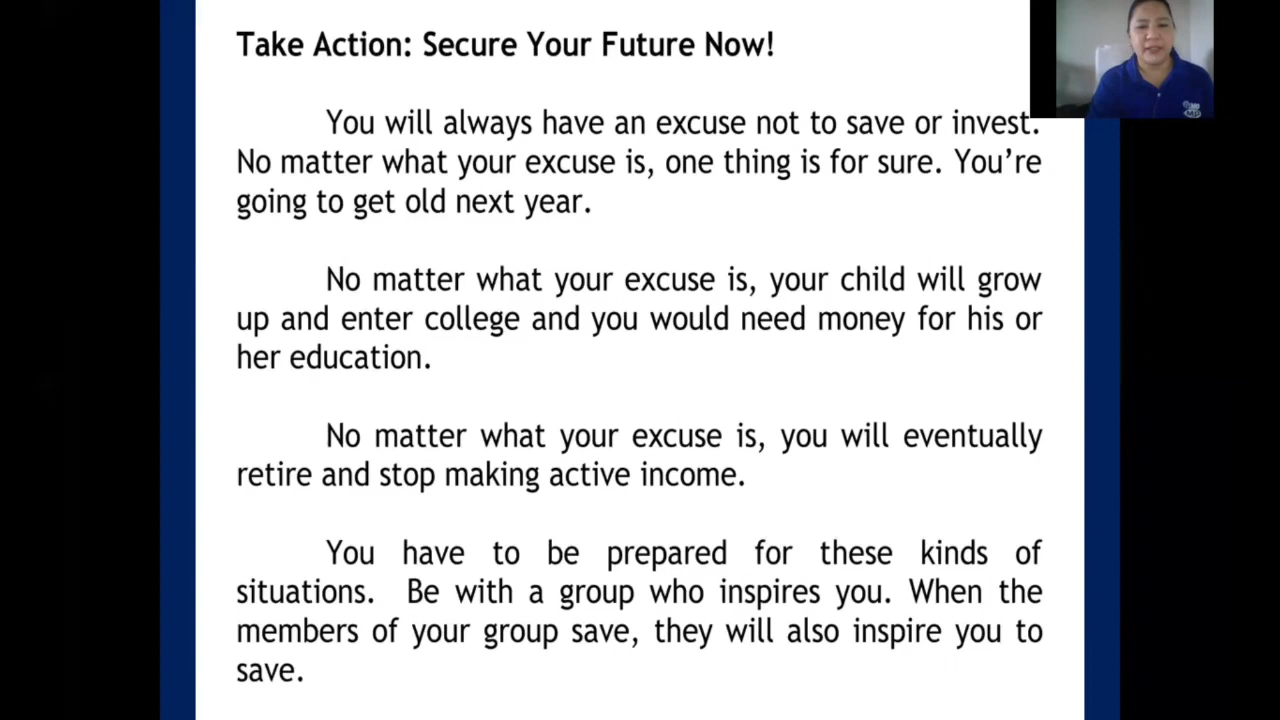 Take Action: Secure Your Future Now!
You will always have an excuse not to save or invest.
No matter what your excuse is, one thing is for sure. You’re
going to get old next year.
No matter what your excuse is, your child will grow
up and enter college and you would need money for his or
her education.
No matter what your excuse is, you will eventually
retire and stop making active income.
You have to be prepared for these kinds of
situations. Be with a group who inspires you. When the
members of your group save, they will also inspire you to
save.